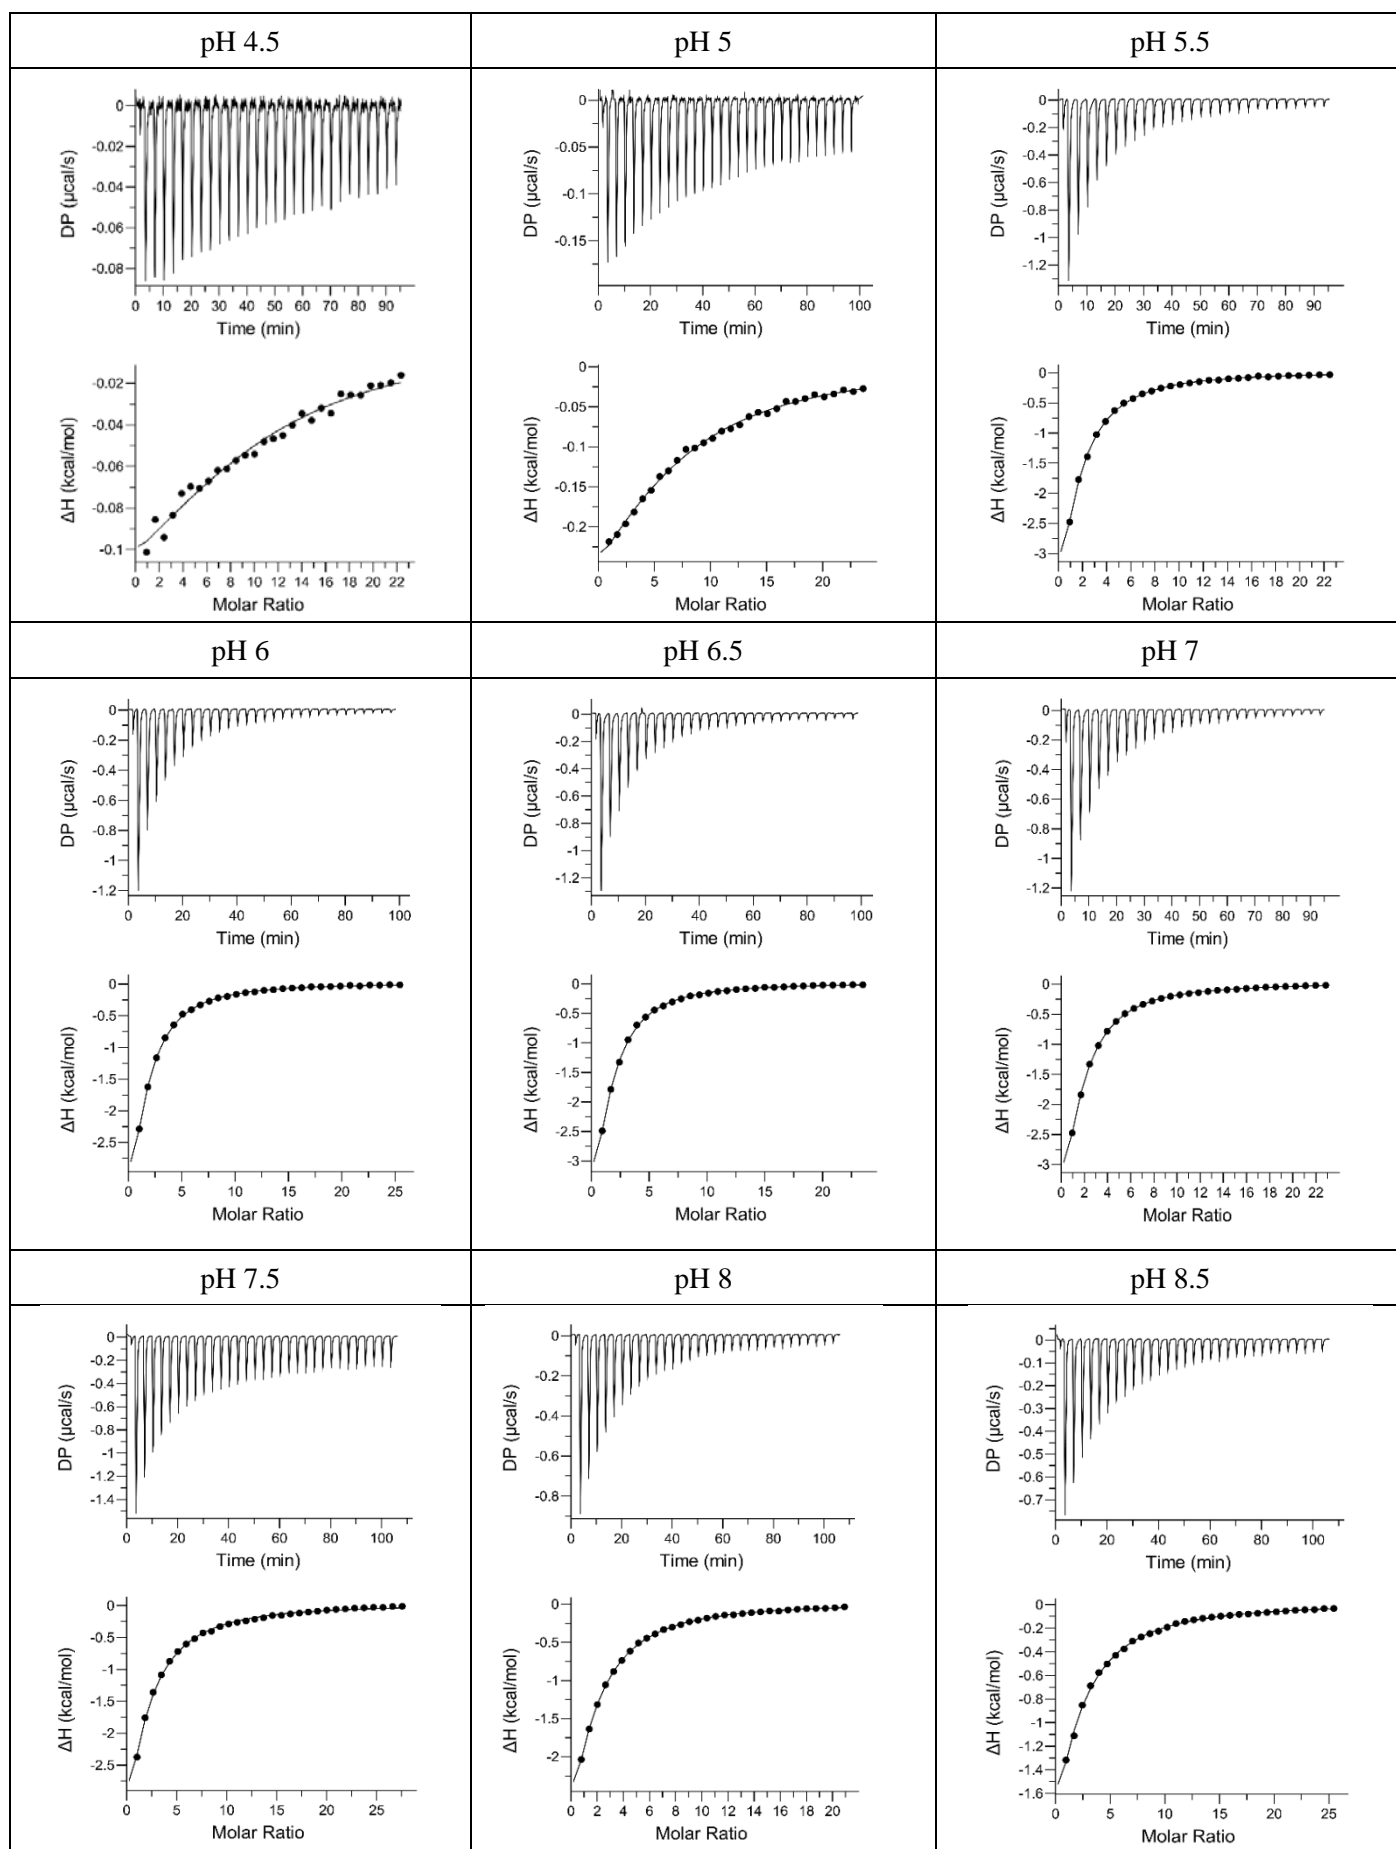 pH 4.5
pH 5
pH 5.5
0
-0.02
-0.04
-0.06
-0.08
DP (µcal/s)
0 10 20 30 40 50 60 70 80 90
Time (min)
-0.02
-0.04
-0.06
-0.08
-0.1
ΔH (kcal/mol)
0 2 4 6 8 10 12 14 16 18 20 22
Molar Ratio
0
-0.05
-0.1
-0.15
DP (µcal/s)
0 20 40 60 80 100
Time (min)
0
-0.05
-0.1
-0.15
-0.2
ΔH (kcal/mol)
0 5 10 15 20
Molar Ratio
0
-0.2
-0.4
-0.6
-0.8
-1
-1.2
DP (µcal/s)
0 10 20 30 40 50 60 70 80 90
Time (min)
0
-0.5
-1
-1.5
-2
-2.5
-3
ΔH (kcal/mol)
0 2 4 6 8 10 12 14 16 18 20 22
Molar Ratio
pH 6
pH 6.5
pH 7
0
-0.2
-0.4
-0.6
-0.8
-1
-1.2
DP (µcal/s)
0 20 40 60 80 100
Time (min)
0
-0.5
-1
-1.5
-2
-2.5
ΔH (kcal/mol)
0 5 10 15 20 25
Molar Ratio
0
-0.2
-0.4
-0.6
-0.8
-1
-1.2
DP (µcal/s)
0 20 40 60 80 100
Time (min)
0
-0.5
-1
-1.5
-2
-2.5
-3
ΔH (kcal/mol)
0 5 10 15 20
Molar Ratio
0
-0.2
-0.4
-0.6
-0.8
-1
-1.2
DP (µcal/s)
0 10 20 30 40 50 60 70 80 90
Time (min)
0
-0.5
-1
-1.5
-2
-2.5
-3
ΔH (kcal/mol)
0 2 4 6 8 10 12 14 16 18 20 22
Molar Ratio
pH 7.5
pH 8
pH 8.5
0
-0.2
-0.4
-0.6
-0.8
-1
-1.2
-1.4
DP (µcal/s)
0 20 40 60 80 100
Time (min)
0
-0.5
-1
-1.5
-2
-2.5
ΔH (kcal/mol)
0 5 10 15 20 25
Molar Ratio
0
-0.2
-0.4
-0.6
-0.8
DP (µcal/s)
0 20 40 60 80 100
Time (min)
0
-0.5
-1
-1.5
-2
ΔH (kcal/mol)
0 2 4 6 8 10 12 14 16 18 20
Molar Ratio
0
-0.1
-0.2
-0.3
-0.4
-0.5
-0.6
-0.7
DP (µcal/s)
0 20 40 60 80 100
Time (min)
0
-0.2
-0.4
-0.6
-0.8
-1
-1.2
-1.4
-1.6
ΔH (kcal/mol)
0 5 10 15 20 25
Molar Ratio